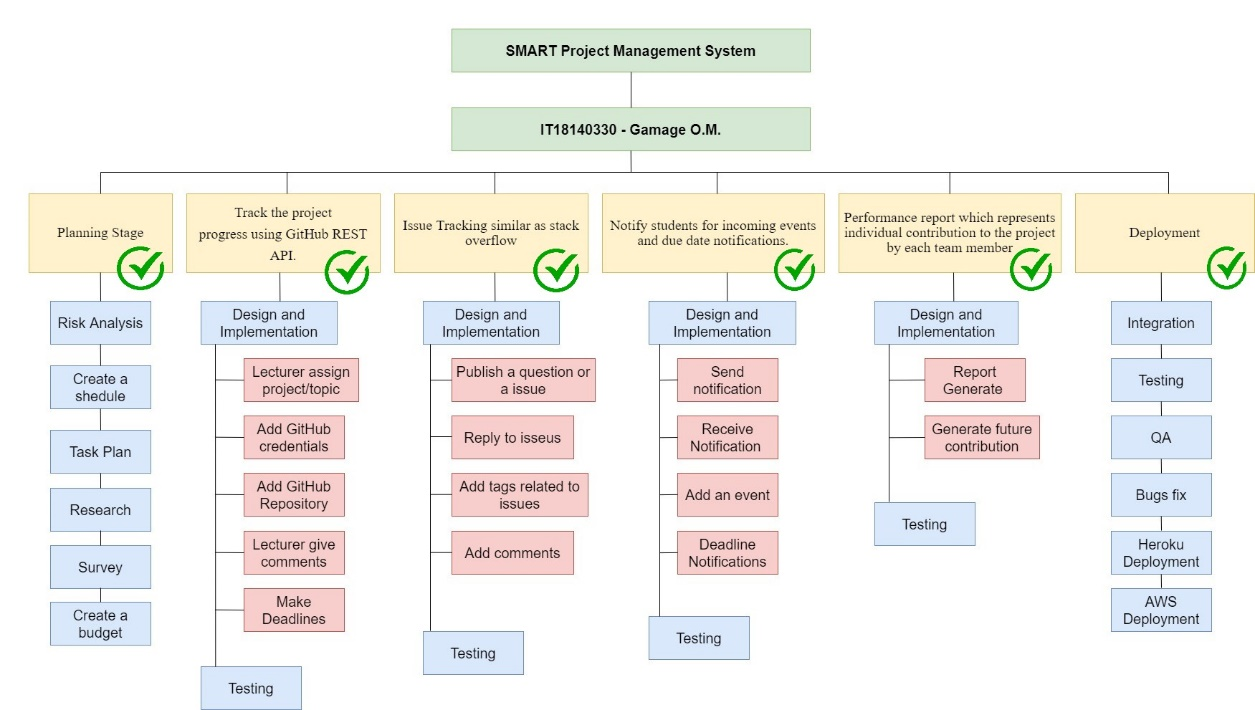 SMART Project Management System
IT18140330 - Gamage O.M.
Planning Stage
Risk Analysis
Create a
shedule
Task Plan
Research
Survey
Create a
budget
Track the project
progress using GitHub REST
API.
Design and
Implementation
Lecturer assign
project/topic
Add GitHub
credentials
Add GitHub
Repository
Lecturer give
comments
Make
Deadlines
Testing
Issue Tracking similar as stack
overflow
Design and
Implementation
Publish a question or
a issue
Reply to isseus
Add tags related to
issues
Add comments
Testing
Notify students for incoming events
and due date notifications.
Design and
Implementation
Send
notification
Receive
Notification
Add an event
Deadline
Notifications
Testing
Performance report which represents
individual contribution to the project
by each team member
Design and
Implementation
Report
Generate
Generate future
contribution
Testing
Deployment
Integration
Testing
QA
Bugs fix
Heroku
Deployment
AWS
Deployment